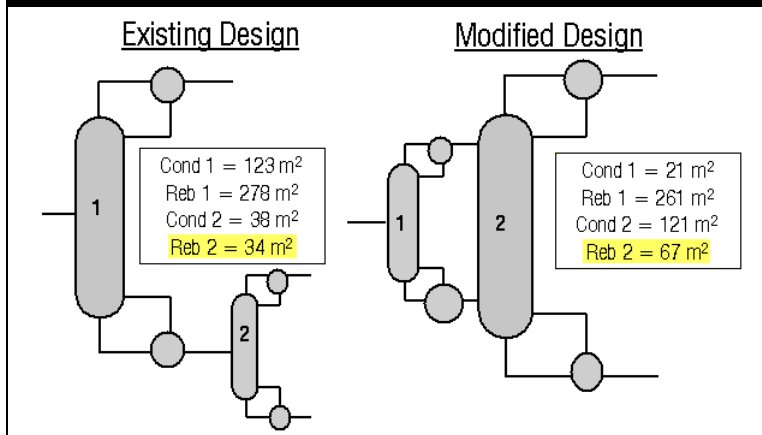 Existing Design
Cond 1 = 123 m²
Reb 1 = 278 m²
Cond 2 = 38 m²
Reb 2 = 34 m²
1
2
Modified Design
Cond 1 = 21 m²
Reb 1 = 261 m²
Cond 2 = 121 m²
Reb 2 = 67 m²
1
2